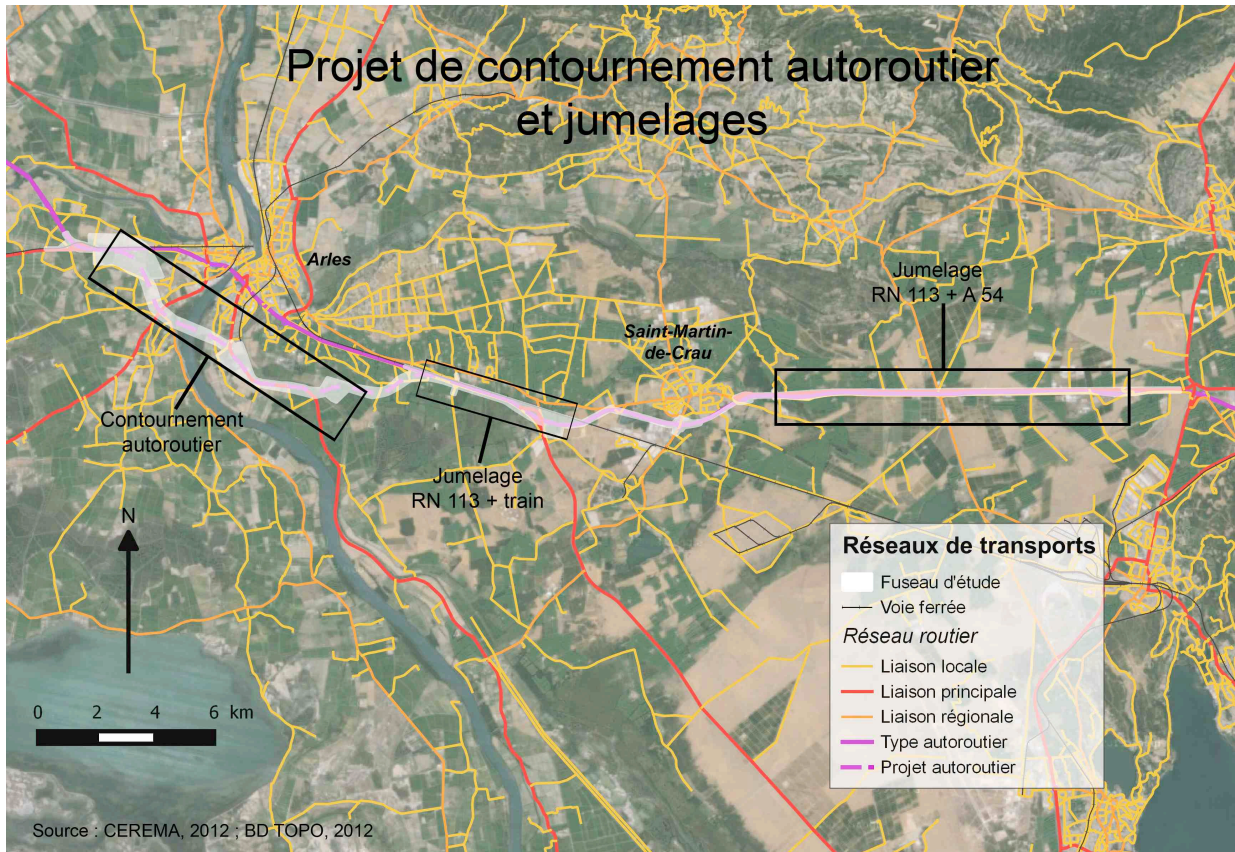 Projet de contournement autoroutier
et jumelages
Arles
Jumelage
RN 113 + A 54
Saint-Martin-
de-Crau
Contournement
autoroutier
Jumelage
RN 113 + train
N
0 2 4 6 km
Réseaux de transports
Fuseau d'étude
Voie ferrée
Réseau routier
Liaison locale
Liaison principale
Liaison régionale
Type autoroutier
Projet autoroutier
Source : CEREMA, 2012 ; BD TOPO, 2012